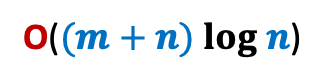 O((m + n) log n)